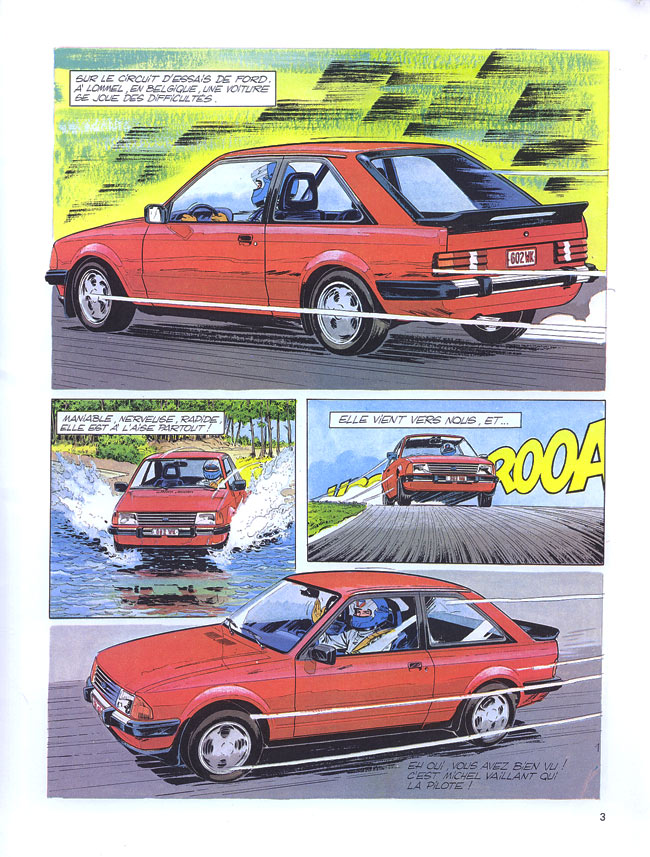 SUR LE CIRCUIT D'ESSAIS DE FORD.
À LOMMEL, EN BELGIQUE, UNE VOITURE
SE JOUE DES DIFFICULTES.
602 WK
MANIABLE, NERVEUSE, RAPIDE,
ELLE EST À L'AISE PARTOUT !
ELLE VIENT VERS NOUS, ET...
ROOA
EH OUI, VOUS AVEZ BIEN VU !
C'EST MICHEL VAILLANT QUI
LA PILOTE !
3